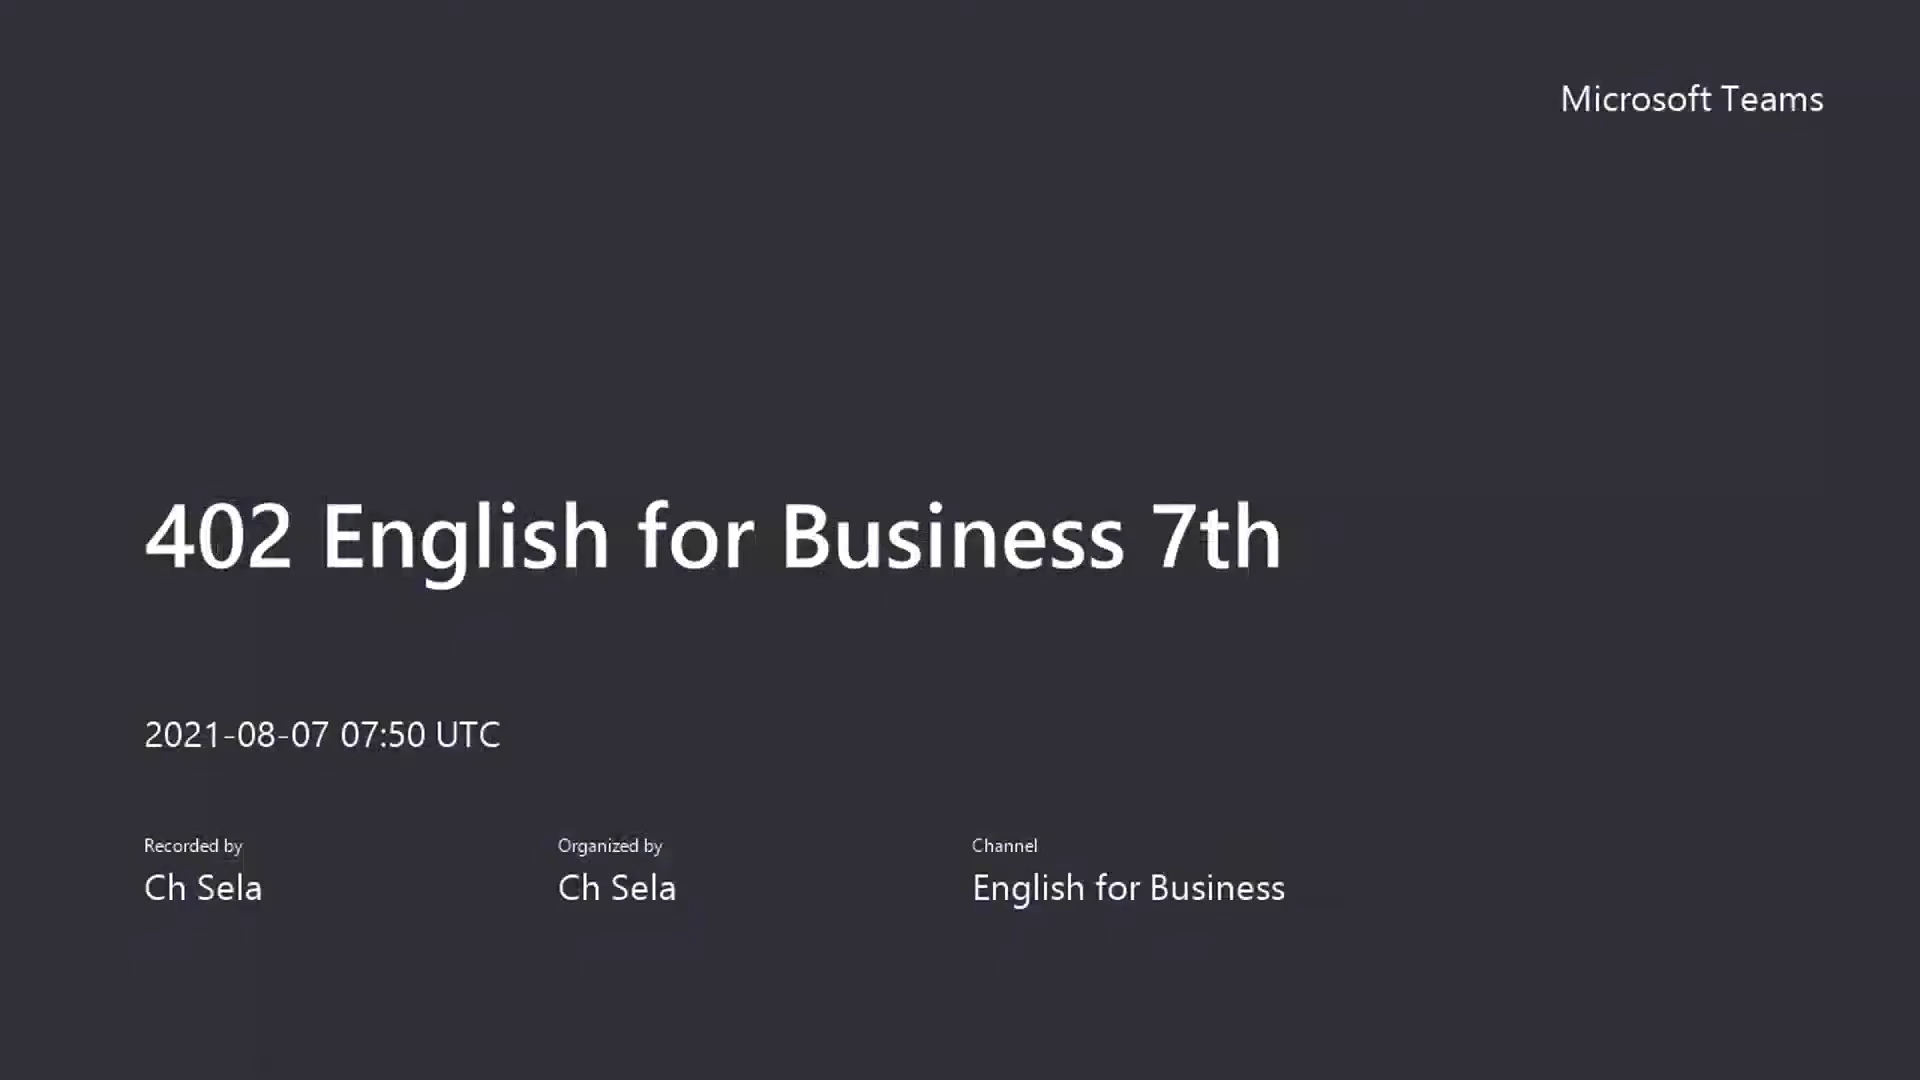 Microsoft Teams
402 English for Business 7th
2021-08-07 07:50 UTC
Recorded by
Ch Sela
Organized by
Ch Sela
Channel
English for Business